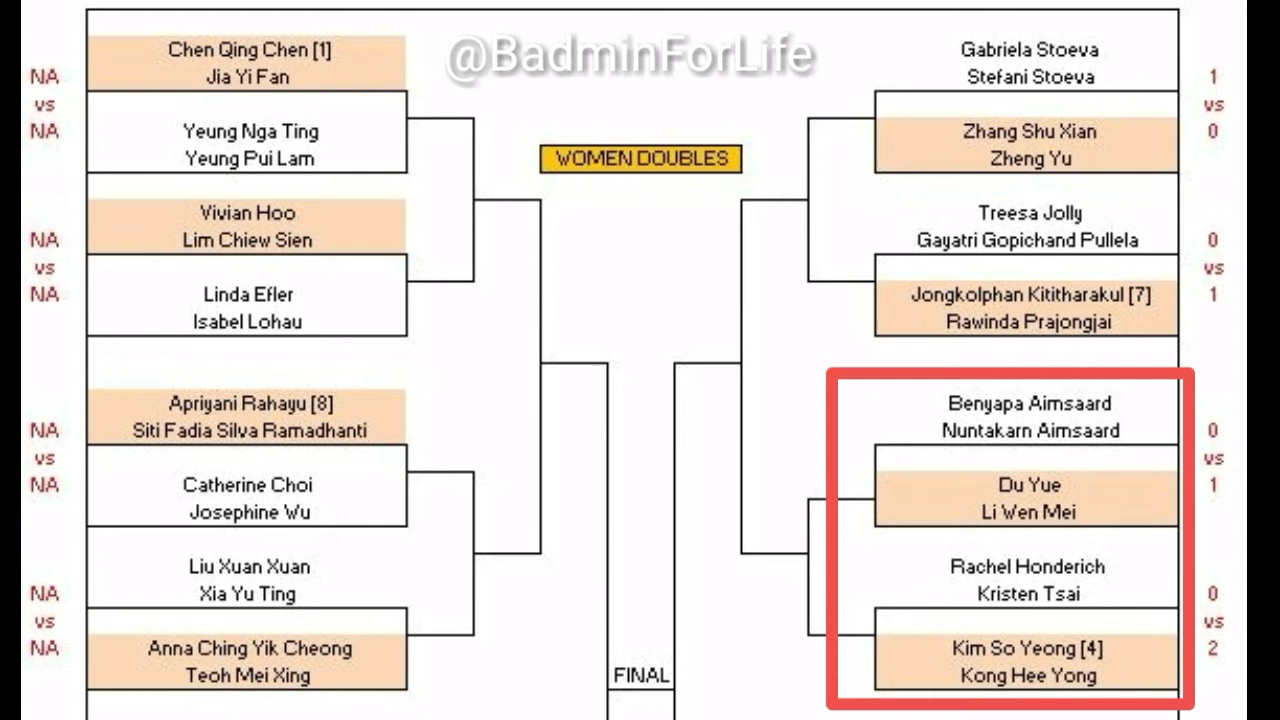 @BadminForLife
WOMEN DOUBLES
Chen Qing Chen [1]
Jia Yi Fan
NA
vs
NA
Yeung Nga Ting
Yeung Pui Lam
Vivian Hoo
Lim Chiew Sien
NA
vs
NA
Linda Efler
Isabel Lohau
Apriyani Rahayu [8]
Siti Fadia Silva Ramadhanti
NA
vs
NA
Catherine Choi
Josephine Wu
Liu Xuan Xuan
Xia Yu Ting
NA
vs
NA
Anna Ching Yik Cheong
Teoh Mei Xing
FINAL
Gabriela Stoeva
Stefani Stoeva
1
vs
0
Zhang Shu Xian
Zheng Yu
Treesa Jolly
Gayatri Gopichand Pullela
0
vs
1
Jongkolphan Kititharakul [7]
Rawinda Prajongjai
Benyapa Aimsaard
Nuntakarn Aimsaard
0
vs
1
Du Yue
Li Wen Mei
Rachel Honderich
Kristen Tsai
0
vs
2
Kim So Yeong [4]
Kong Hee Yong